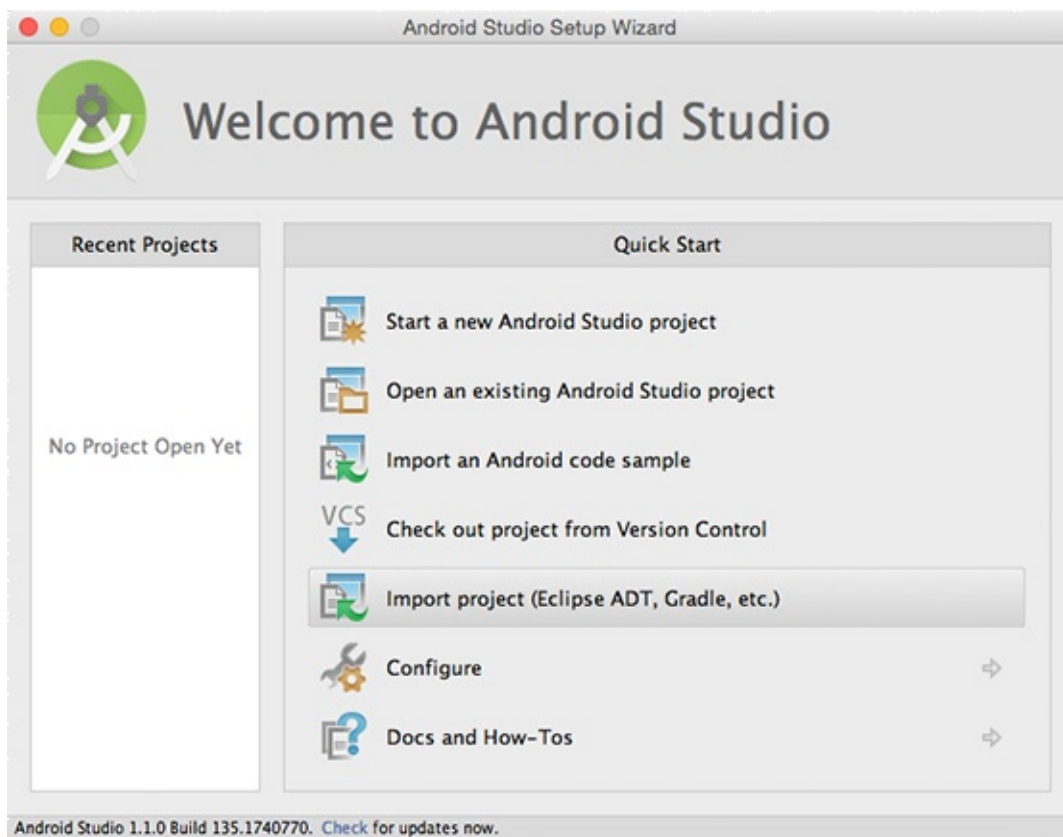 Android Studio Setup Wizard
Welcome to Android Studio
Recent Projects
No Project Open Yet
Quick Start
Start a new Android Studio project
Open an existing Android Studio project
Import an Android code sample
VCS
Check out project from Version Control
Import project (Eclipse ADT, Gradle, etc.)
Configure
Docs and How-Tos
Android Studio 1.1.0 Build 135.1740770. Check for updates now.